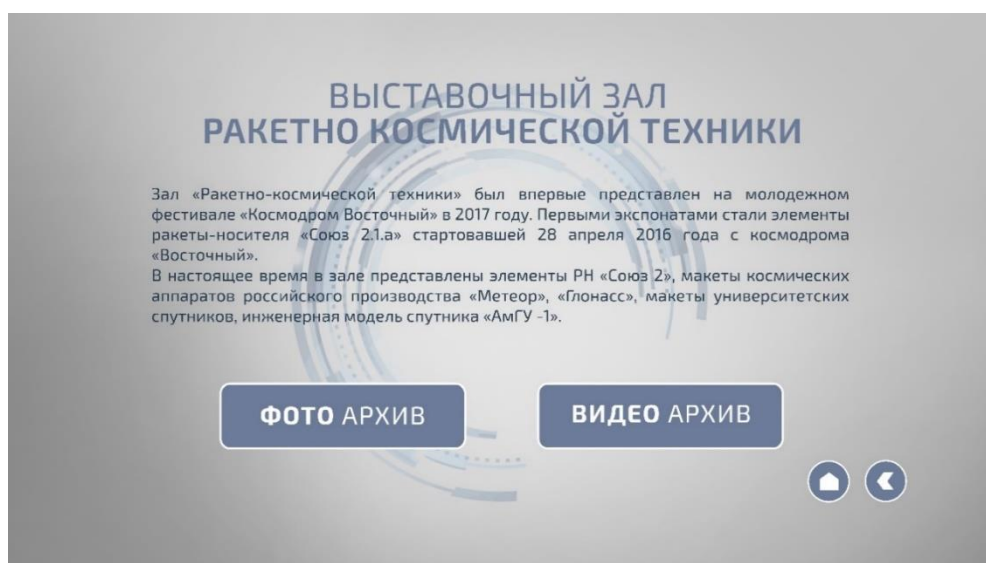 ВЫСТАВОЧНЫЙ ЗАЛ
РАКЕТНО КОСМИЧЕСКОЙ ТЕХНИКИ
Зал «Ракетно-космической техники» был впервые представлен на молодежном
фестивале «Космодром Восточный» в 2017 году. Первыми экспонатами стали элементы
ракеты-носителя «Союз 2.1.а» стартовавшей 28 апреля 2016 года с космодрома
«Восточный».
В настоящее время в зале представлены элементы РН «Союз 2», макеты космических
аппаратов российского производства «Метеор», «Глонасс», макеты университетских
спутников, инженерная модель спутника «АмГУ -1».
ФОТО АРХИВ
ВИДЕО АРХИВ